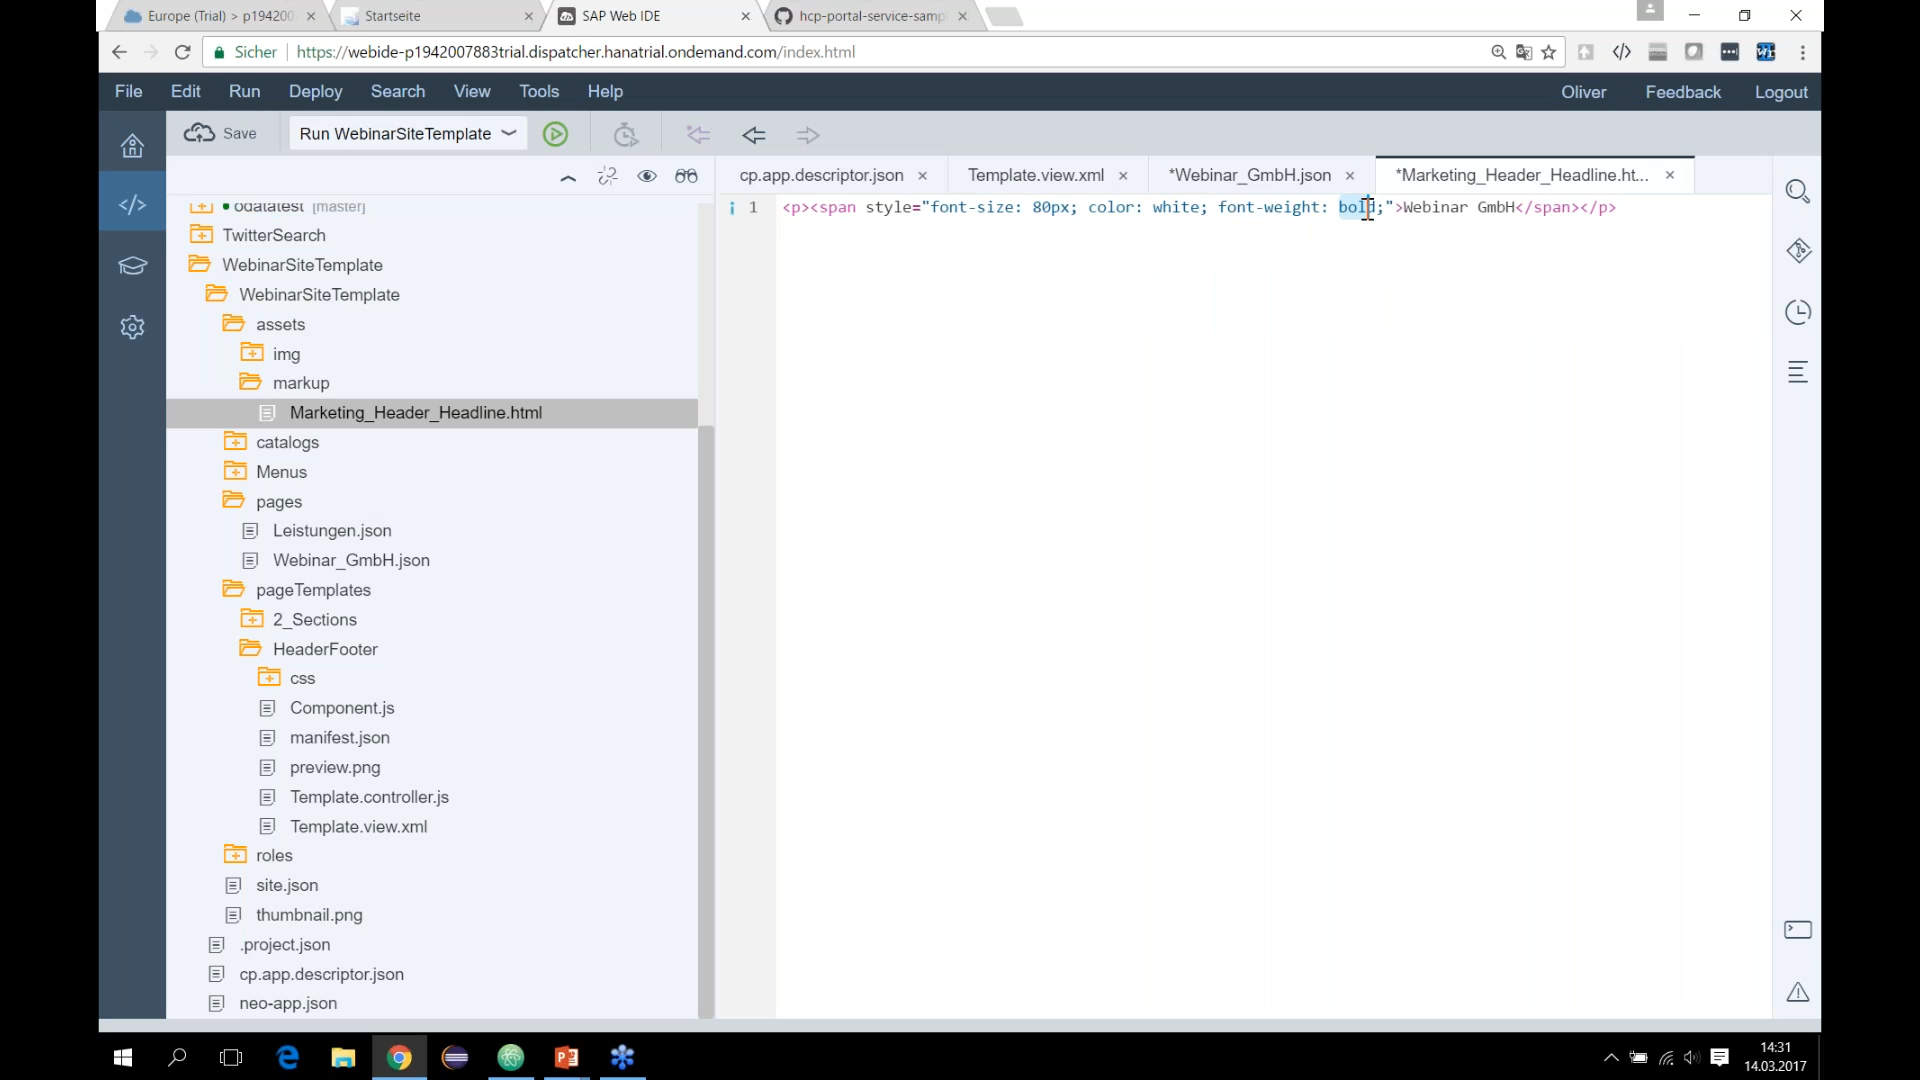 Europe (Trial) > p194200
Startseite
SAP Web IDE
hcp-portal-service-samp
Sicher
https://webide-p1942007883trial.dispatcher.hanatrial.ondemand.com/index.html
File Edit Run Deploy Search View Tools Help Oliver Feedback Logout
Save
Run WebinarSiteTemplate
cp.app.descriptor.json
Template.view.xml
*Webinar_GmbH.json
*Marketing_Header_Headline.ht...
i 1 <p><span style="font-size: 80px; color: white; font-weight: bold;">Webinar GmbH</span></p>
odatatest [master]
TwitterSearch
WebinarSiteTemplate
WebinarSiteTemplate
assets
img
markup
Marketing_Header_Headline.html
catalogs
Menus
pages
Leistungen.json
Webinar_GmbH.json
pageTemplates
2_Sections
HeaderFooter
css
Component.js
manifest.json
preview.png
Template.controller.js
Template.view.xml
roles
site.json
thumbnail.png
.project.json
cp.app.descriptor.json
neo-app.json
14:31
14.03.2017